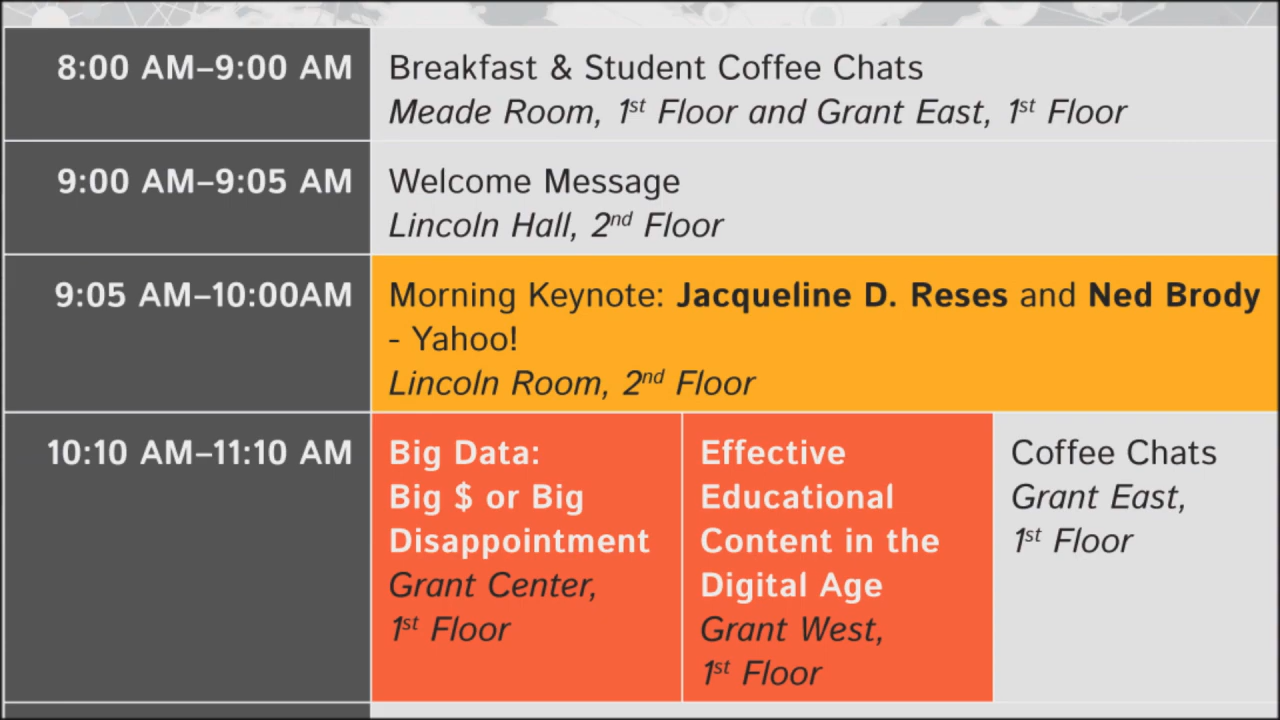 8:00 AM–9:00 AM
Breakfast & Student Coffee Chats
Meade Room, 1st Floor and Grant East, 1st Floor
9:00 AM–9:05 AM
Welcome Message
Lincoln Hall, 2nd Floor
9:05 AM–10:00AM
Morning Keynote: Jacqueline D. Reses and Ned Brody
- Yahoo!
Lincoln Room, 2nd Floor
10:10 AM–11:10 AM
Big Data:
Big $ or Big
Disappointment
Grant Center,
1st Floor
Effective
Educational
Content in the
Digital Age
Grant West,
1st Floor
Coffee Chats
Grant East,
1st Floor